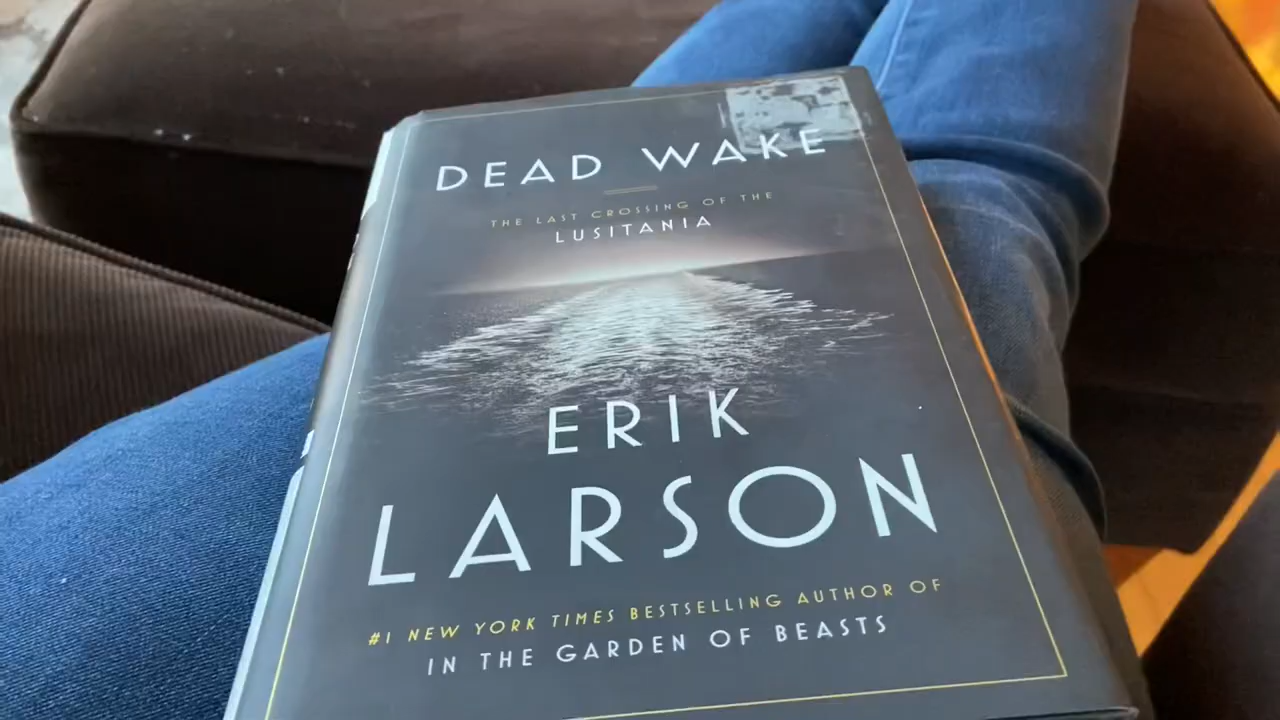 DEAD WAKE
THE LAST CROSSING OF THE
LUSITANIA
ERIK
LARSON
#1 NEW YORK TIMES BESTSELLING AUTHOR OF
IN THE GARDEN OF BEASTS